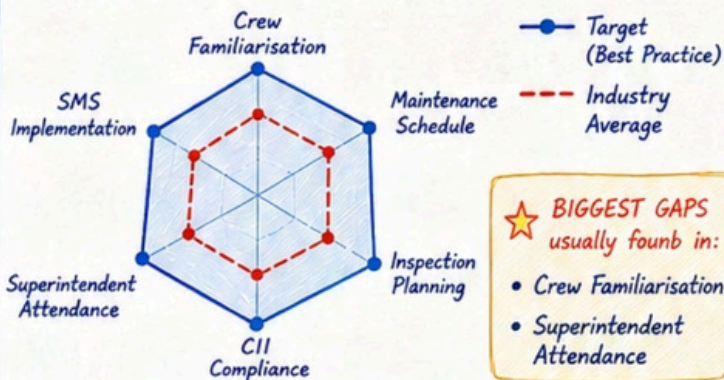 Crew
Familiarisation
SMS
Implementation
Maintenance
Schedule
Superintendent
Attendance
Inspection
Planning
CII
Compliance
Target
(Best Practice)
Industry
Average
BIGGEST GAPS
usually founb in:
• Crew Familiarisation
• Superintendent
Attendance